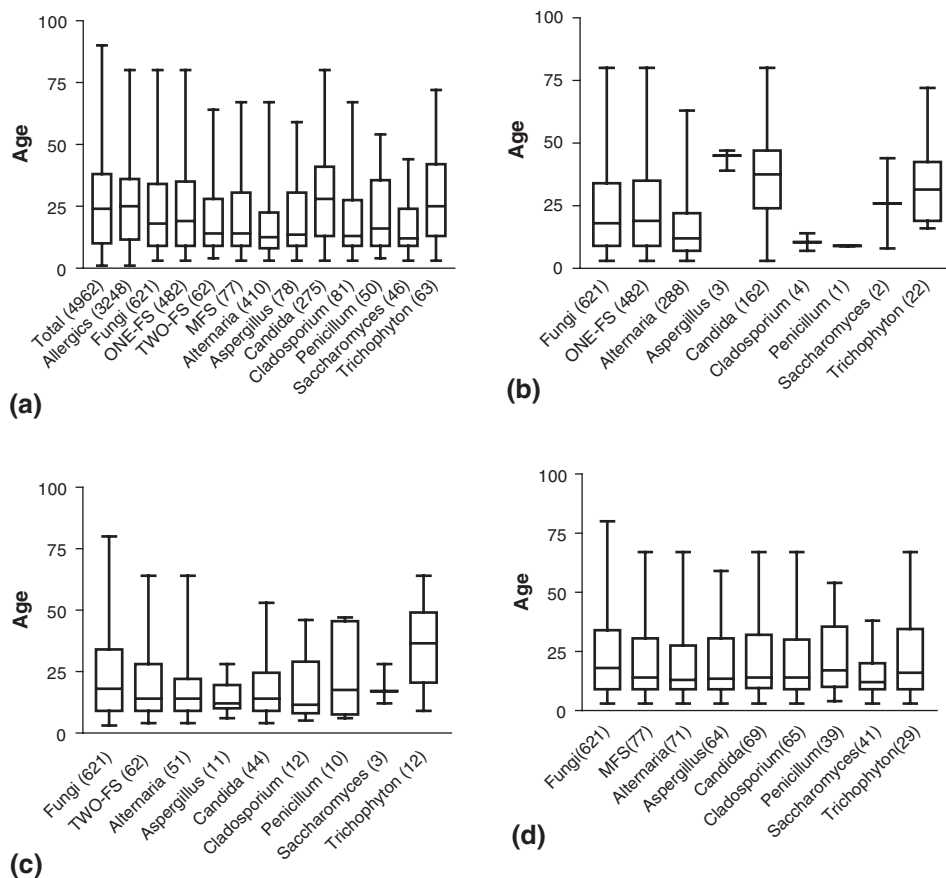 100
75
50
25
0
Age
Total (4962)
Allergics (3248)
Fungi (621)
ONE-FS (482)
TWO-FS (62)
MFS (77)
Alternaria (410)
Aspergillus (78)
Candida (275)
Cladosporium (81)
Penicillum (50)
Saccharomyces (46)
Trichophyton (63)
(a)
100
75
50
25
0
Age
Fungi (621)
ONE-FS (482)
Alternaria (288)
Aspergillus (3)
Candida (162)
Cladosporium (4)
Penicillum (1)
Saccharomyces (2)
Trichophyton (22)
(b)
100
75
50
25
0
Age
Fungi (621)
TWO-FS (62)
Alternaria (51)
Aspergillus (11)
Candida (44)
Cladosporium (12)
Penicillum (10)
Saccharomyces (3)
Trichophyton (12)
(c)
100
75
50
25
0
Age
Fungi(621)
MFS(77)
Alternaria(71)
Aspergillus(64)
Candida(69)
Cladosporium(65)
Penicillum(39)
Saccharomyces(41)
Trichophyton(29)
(d)